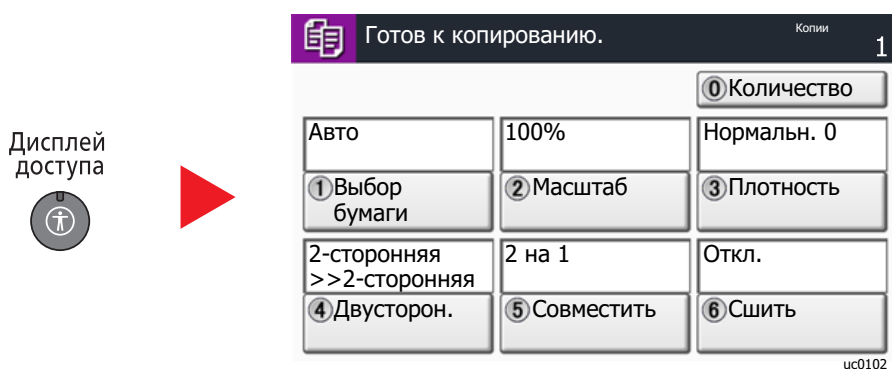 Дисплей
доступа
Готов к копированию.
Копии
1
0 Количество
Авто
100%
Нормальн. 0
1 Выбор
бумаги
2 Масштаб
3 Плотность
2-сторонняя
>>2-сторонняя
2 на 1
Откл.
4 Двусторон.
5 Совместить
6 Сшить
uc0102